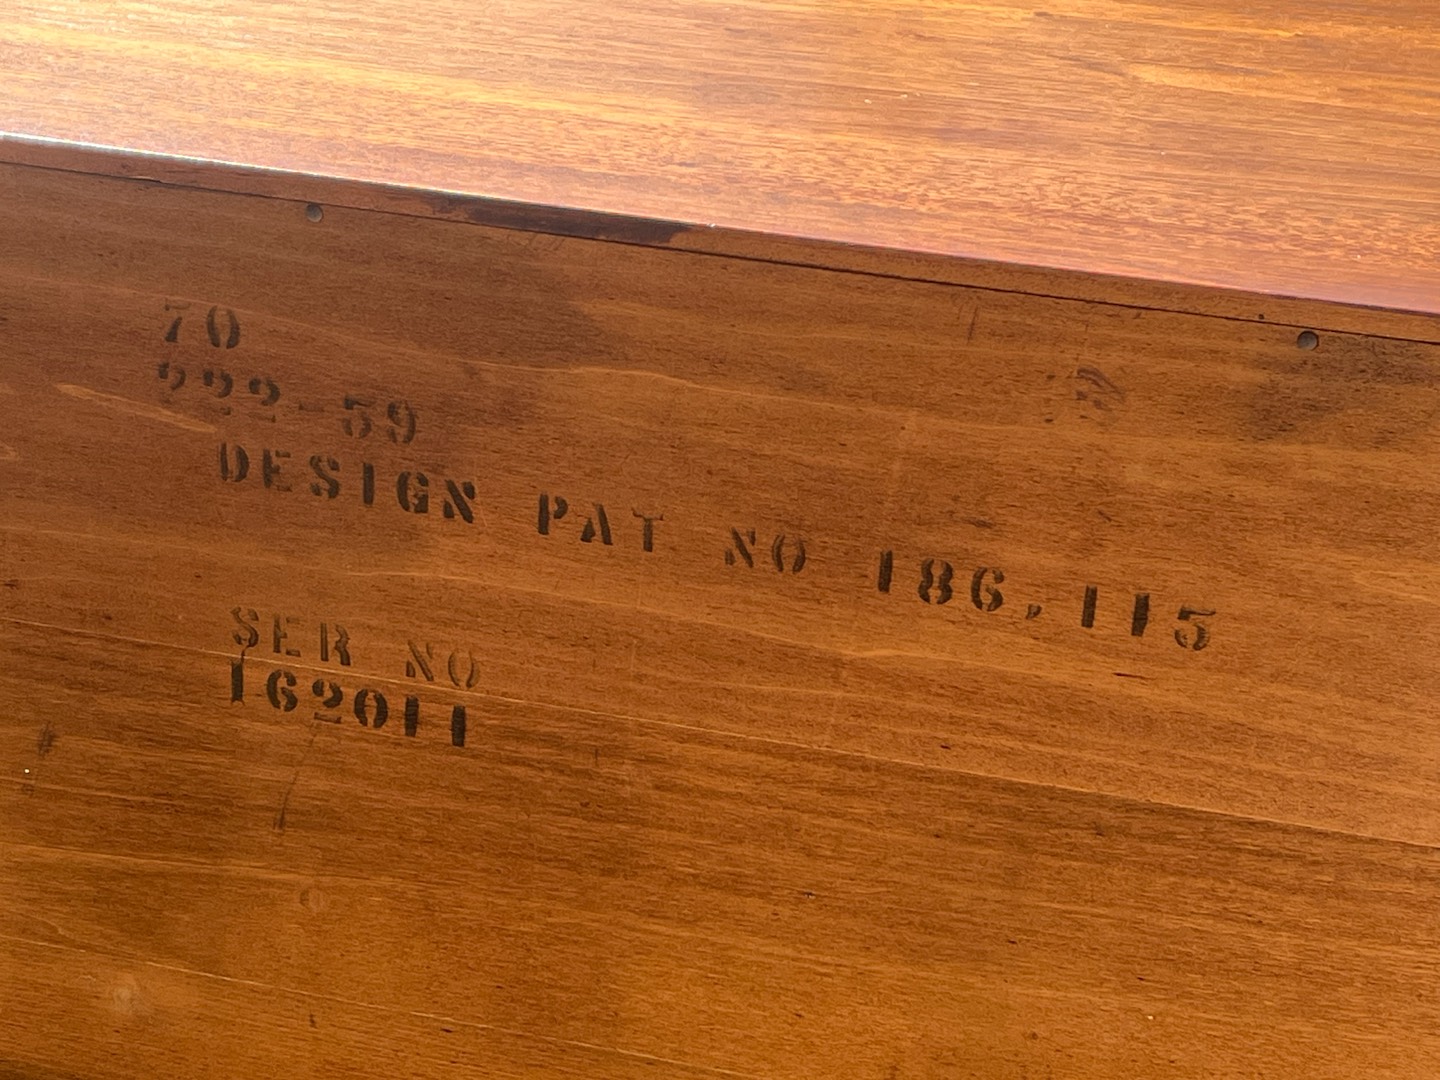 70
222-59
DESIGN PAT NO 186,115
SER NO
162011